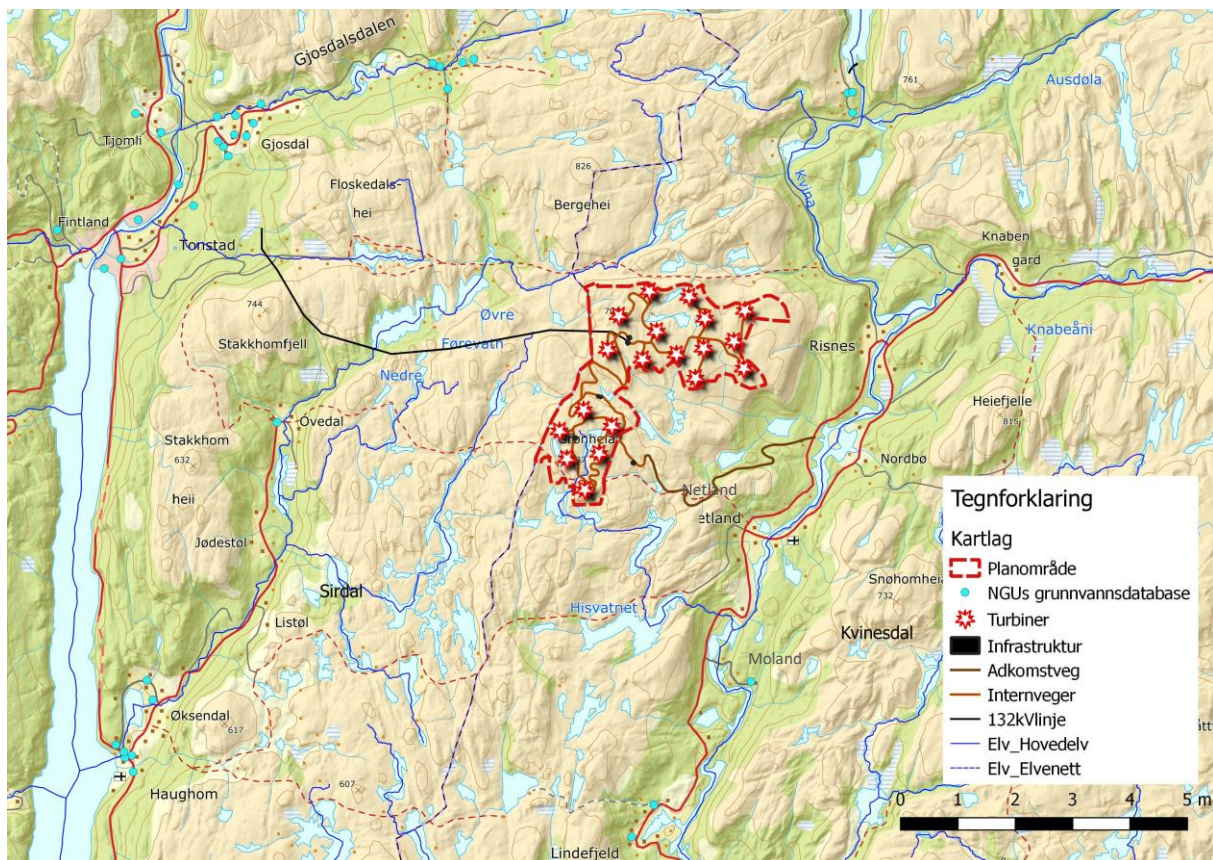 Gjosdalsdalen
761
Ausdøla
Tjomli
Gjosdal
826
Floskedals-
hei
Bergehei
Kvina
Fintland
Tonstad
Knaben
gard
744
Stakkhomfjell
Øvre
Førevatn
Nedre
Risnes
Knabeåni
Heiefjelle
815
Ovedal
Stakkhom
632
heii
Grønheia
Nordbø
Netland
etland
Jødestøl
Sirdal
Listøl
Hisvatnet
Snøhomheia
732
Kvinesdal
Moland
Øksendal
617
607
Haughom
Lindefjeld
Tegnforklaring
Kartlag
Planområde
NGUs grunnvannsdatabase
Turbiner
Infrastruktur
Adkomstveg
Internveger
132kVlinje
Elv_Hovedelv
Elv_Elvenett
0 1 2 3 4 5 m